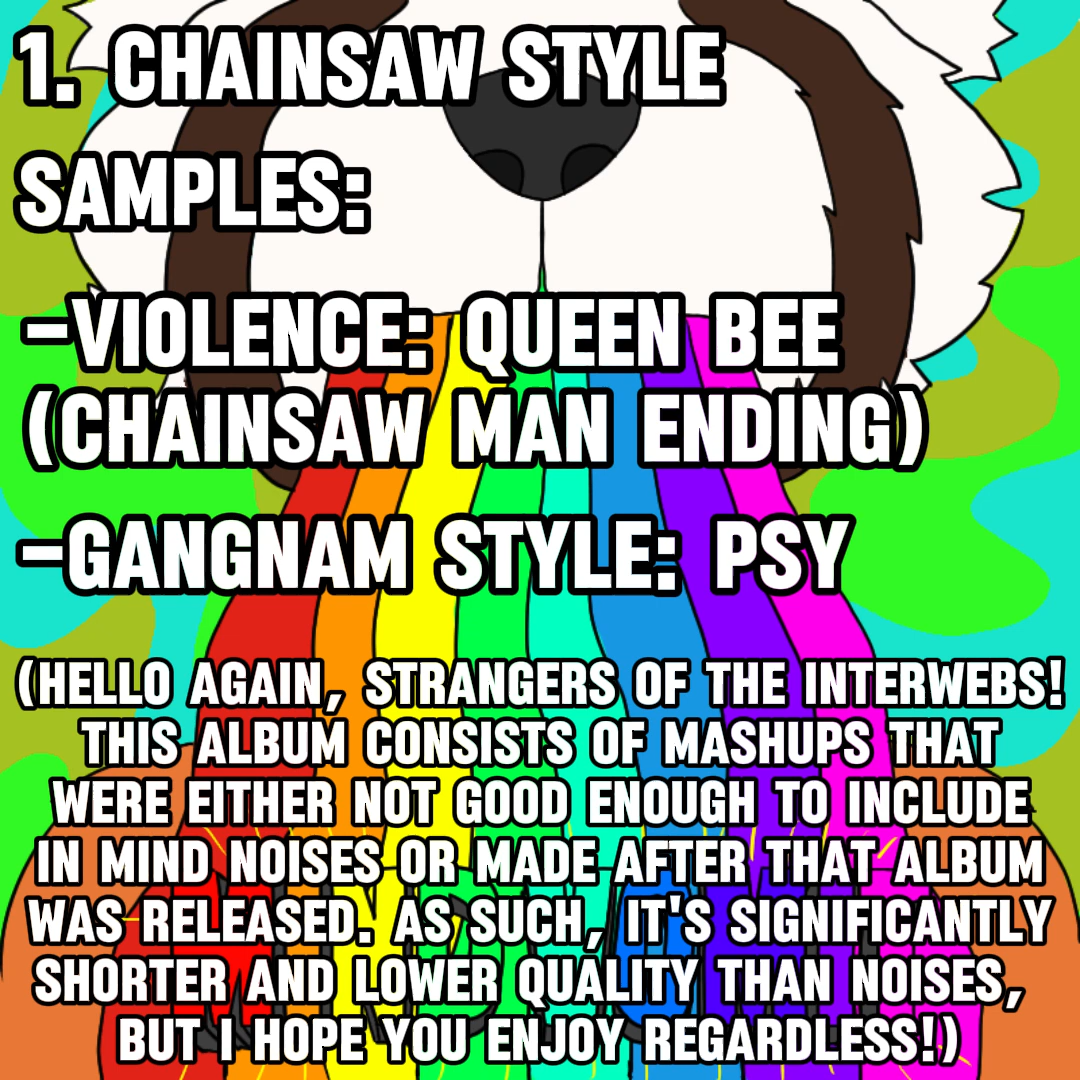 1. CHAINSAW STYLE
SAMPLES:
-VIOLENCE: QUEEN BEE
(CHAINSAW MAN ENDING)
-GANGNAM STYLE: PSY
(HELLO AGAIN, STRANGERS OF THE INTERWEBS!
THIS ALBUM CONSISTS OF MASHUPS THAT
WERE EITHER NOT GOOD ENOUGH TO INCLUDE
IN MIND NOISES OR MADE AFTER THAT ALBUM
WAS RELEASED. AS SUCH, IT'S SIGNIFICANTLY
SHORTER AND LOWER QUALITY THAN NOISES,
BUT I HOPE YOU ENJOY REGARDLESS!)